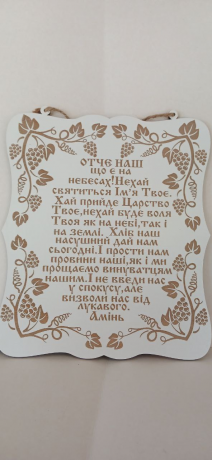 ОТЧЕ НАШ
що є на
небесах!Нехай
святиться Ім'я Твоє.
Хай прийде Царство
Твоє,нехай буде воля
Твоя як на небі,так і
на землі. Хліб наш
насущний дай нам
сьогодні.І прости нам
провини наші,як і ми
прощаємо винуватцям
нашим.І не введи нас
у спокусу,але
визволи нас від
лукавого.
Амінь